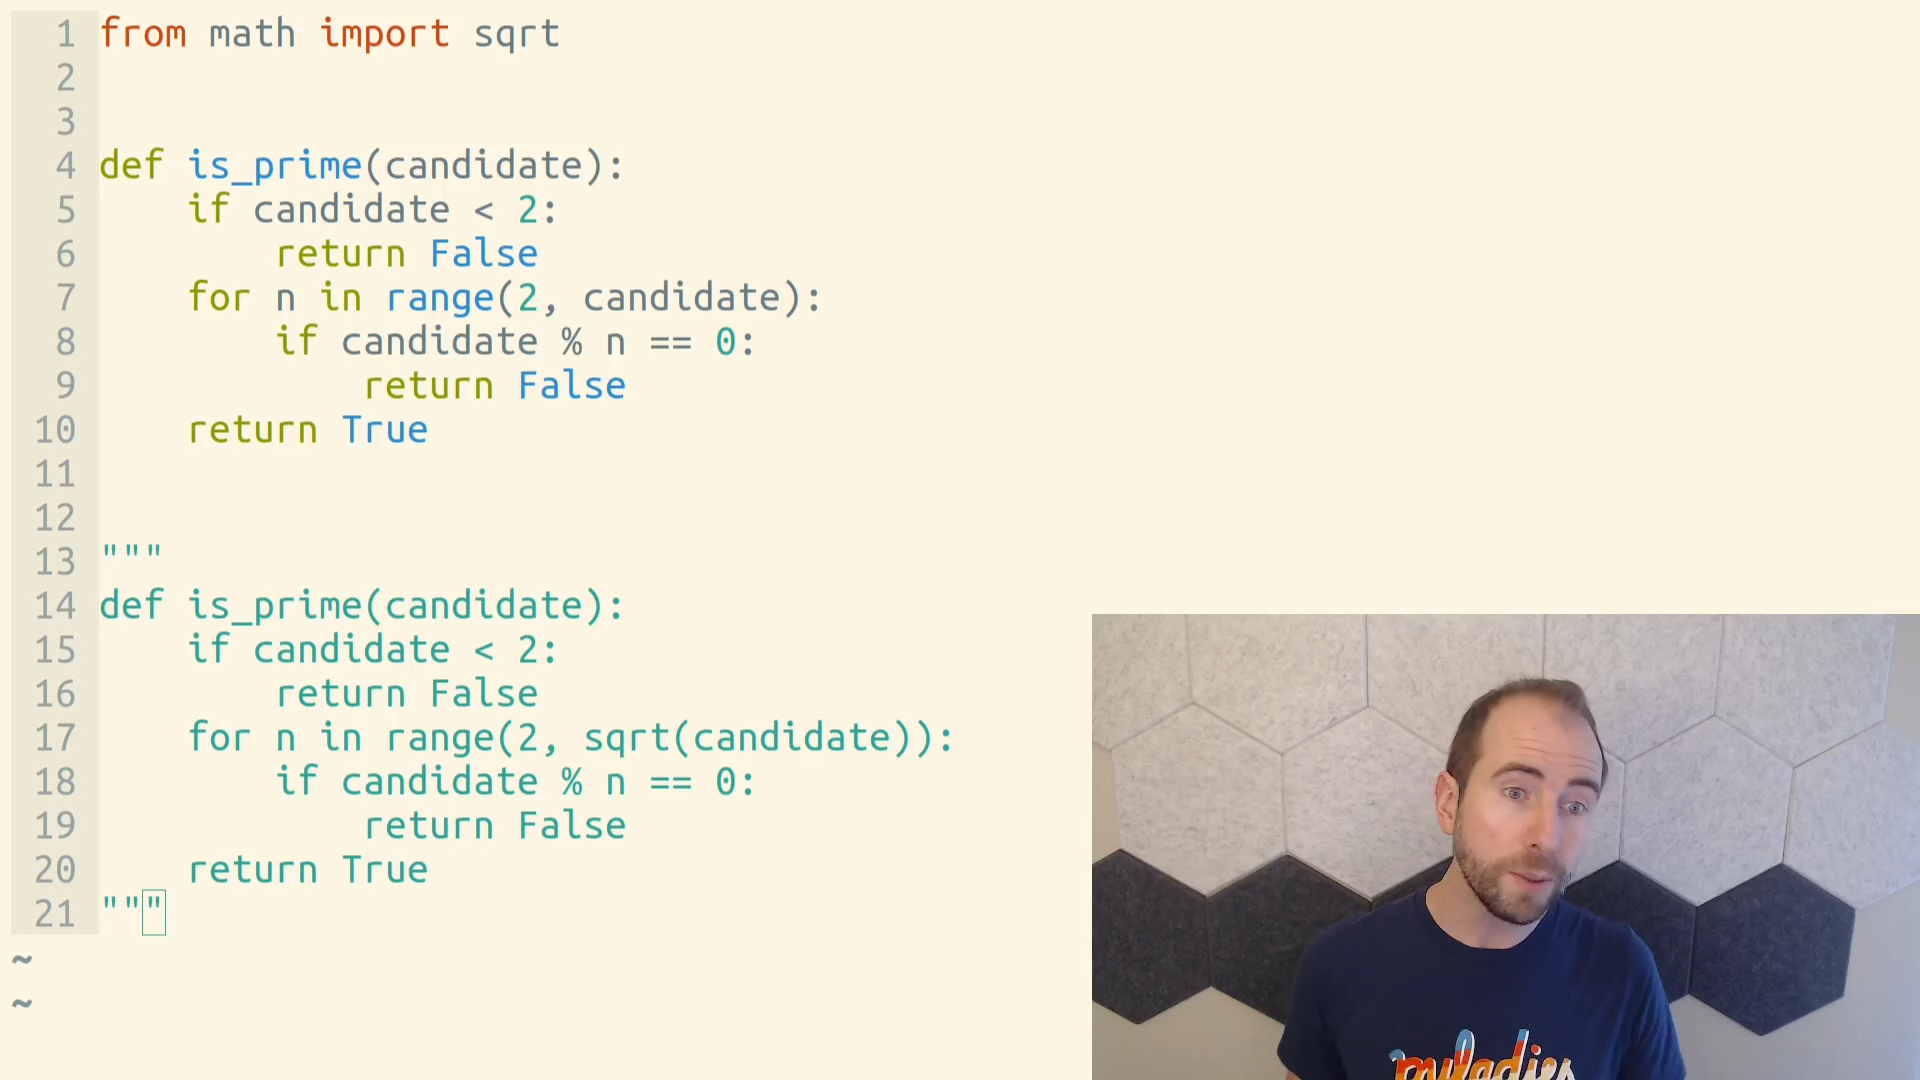 1 from math import sqrt
2
3
4 def is_prime(candidate):
5     if candidate < 2:
6         return False
7     for n in range(2, candidate):
8         if candidate % n == 0:
9             return False
10     return True
11
12
13 """
14 def is_prime(candidate):
15     if candidate < 2:
16         return False
17     for n in range(2, sqrt(candidate)):
18         if candidate % n == 0:
19             return False
20     return True
21 """
~
~
pyladies